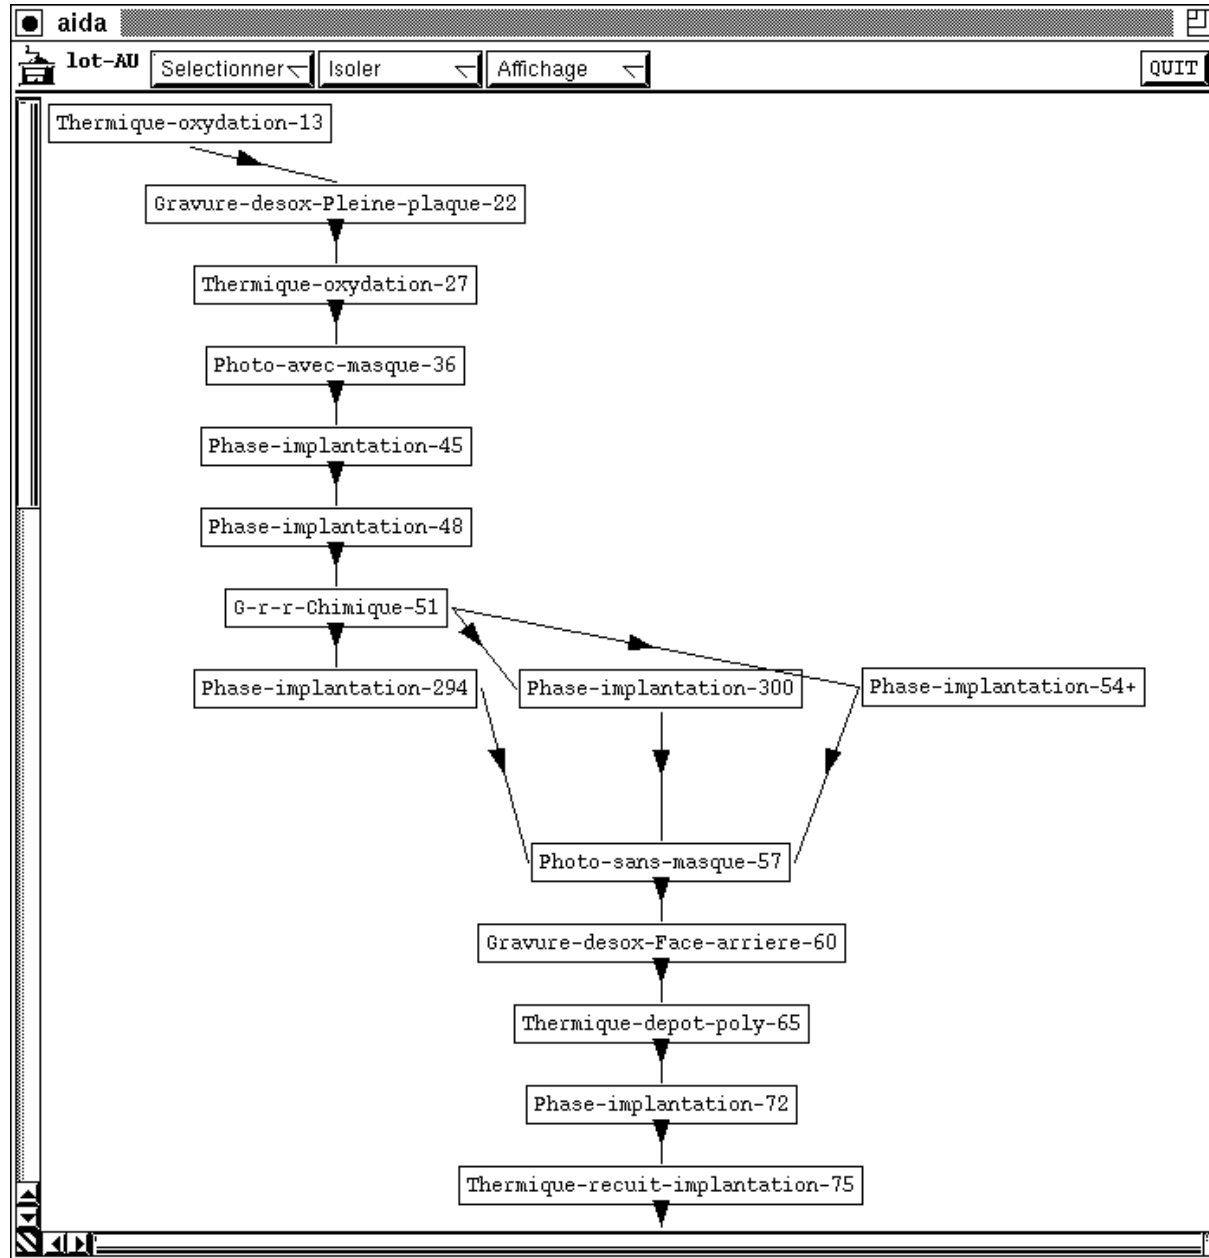 aida
lot-AU Selectionner Isoler Affichage QUIT
Thermique-oxydation-13
Gravure-desox-Pleine-plaque-22
Thermique-oxydation-27
Photo-avec-masque-36
Phase-implantation-45
Phase-implantation-48
G-r-r-Chimique-51
Phase-implantation-294 Phase-implantation-300 Phase-implantation-54+
Photo-sans-masque-57
Gravure-desox-Face-arriere-60
Thermique-depot-poly-65
Phase-implantation-72
Thermique-recuit-implantation-75